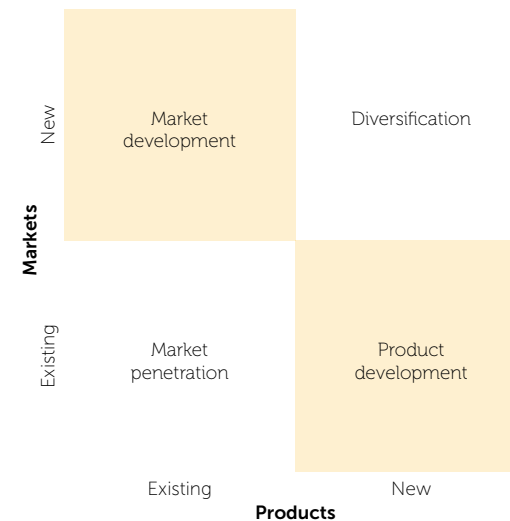 New
Market
development
Diversification
Markets
Existing
Market
penetration
Product
development
Existing
New
Products